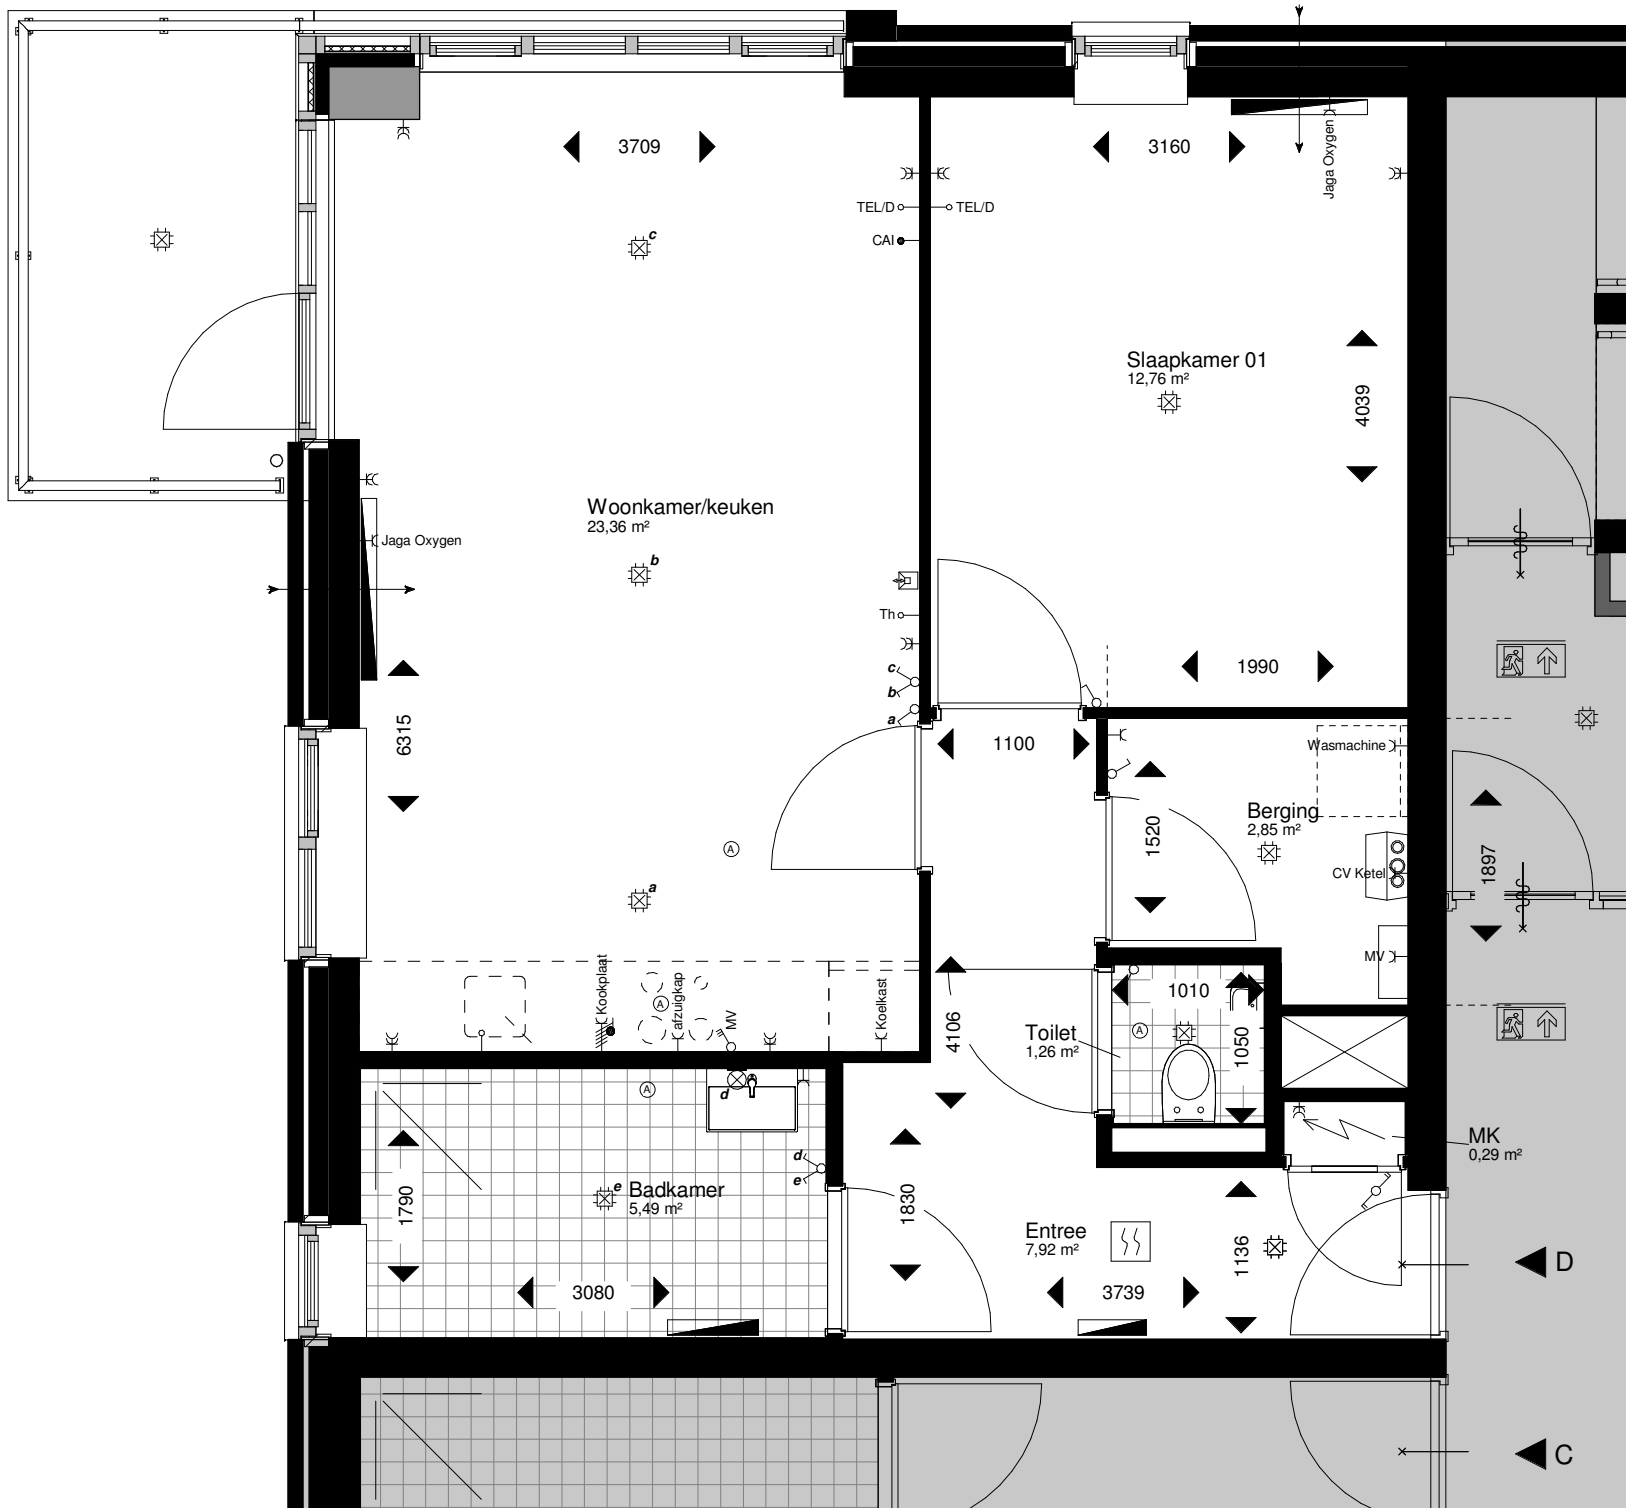 3709
3160
Jaga Oxygen
TEL/D
TEL/D
CAI
c
Slaapkamer 01
12,76 m²
4039
Woonkamer/keuken
23,36 m²
Jaga Oxygen
b
Th
c
b
a
1990
6315
1100
Wasmachine
1520
Berging
2,85 m²
1897
A
CV Ketel
a
MV
Kookplaat
A
afzuigkap
MV
Koelkast
4106
1010
Toilet
1,26 m²
A
1050
A
d
MK
0,29 m²
d
e
e
Badkamer
5,49 m²
1790
1830
Entree
7,92 m²
1136
D
3080
3739
C